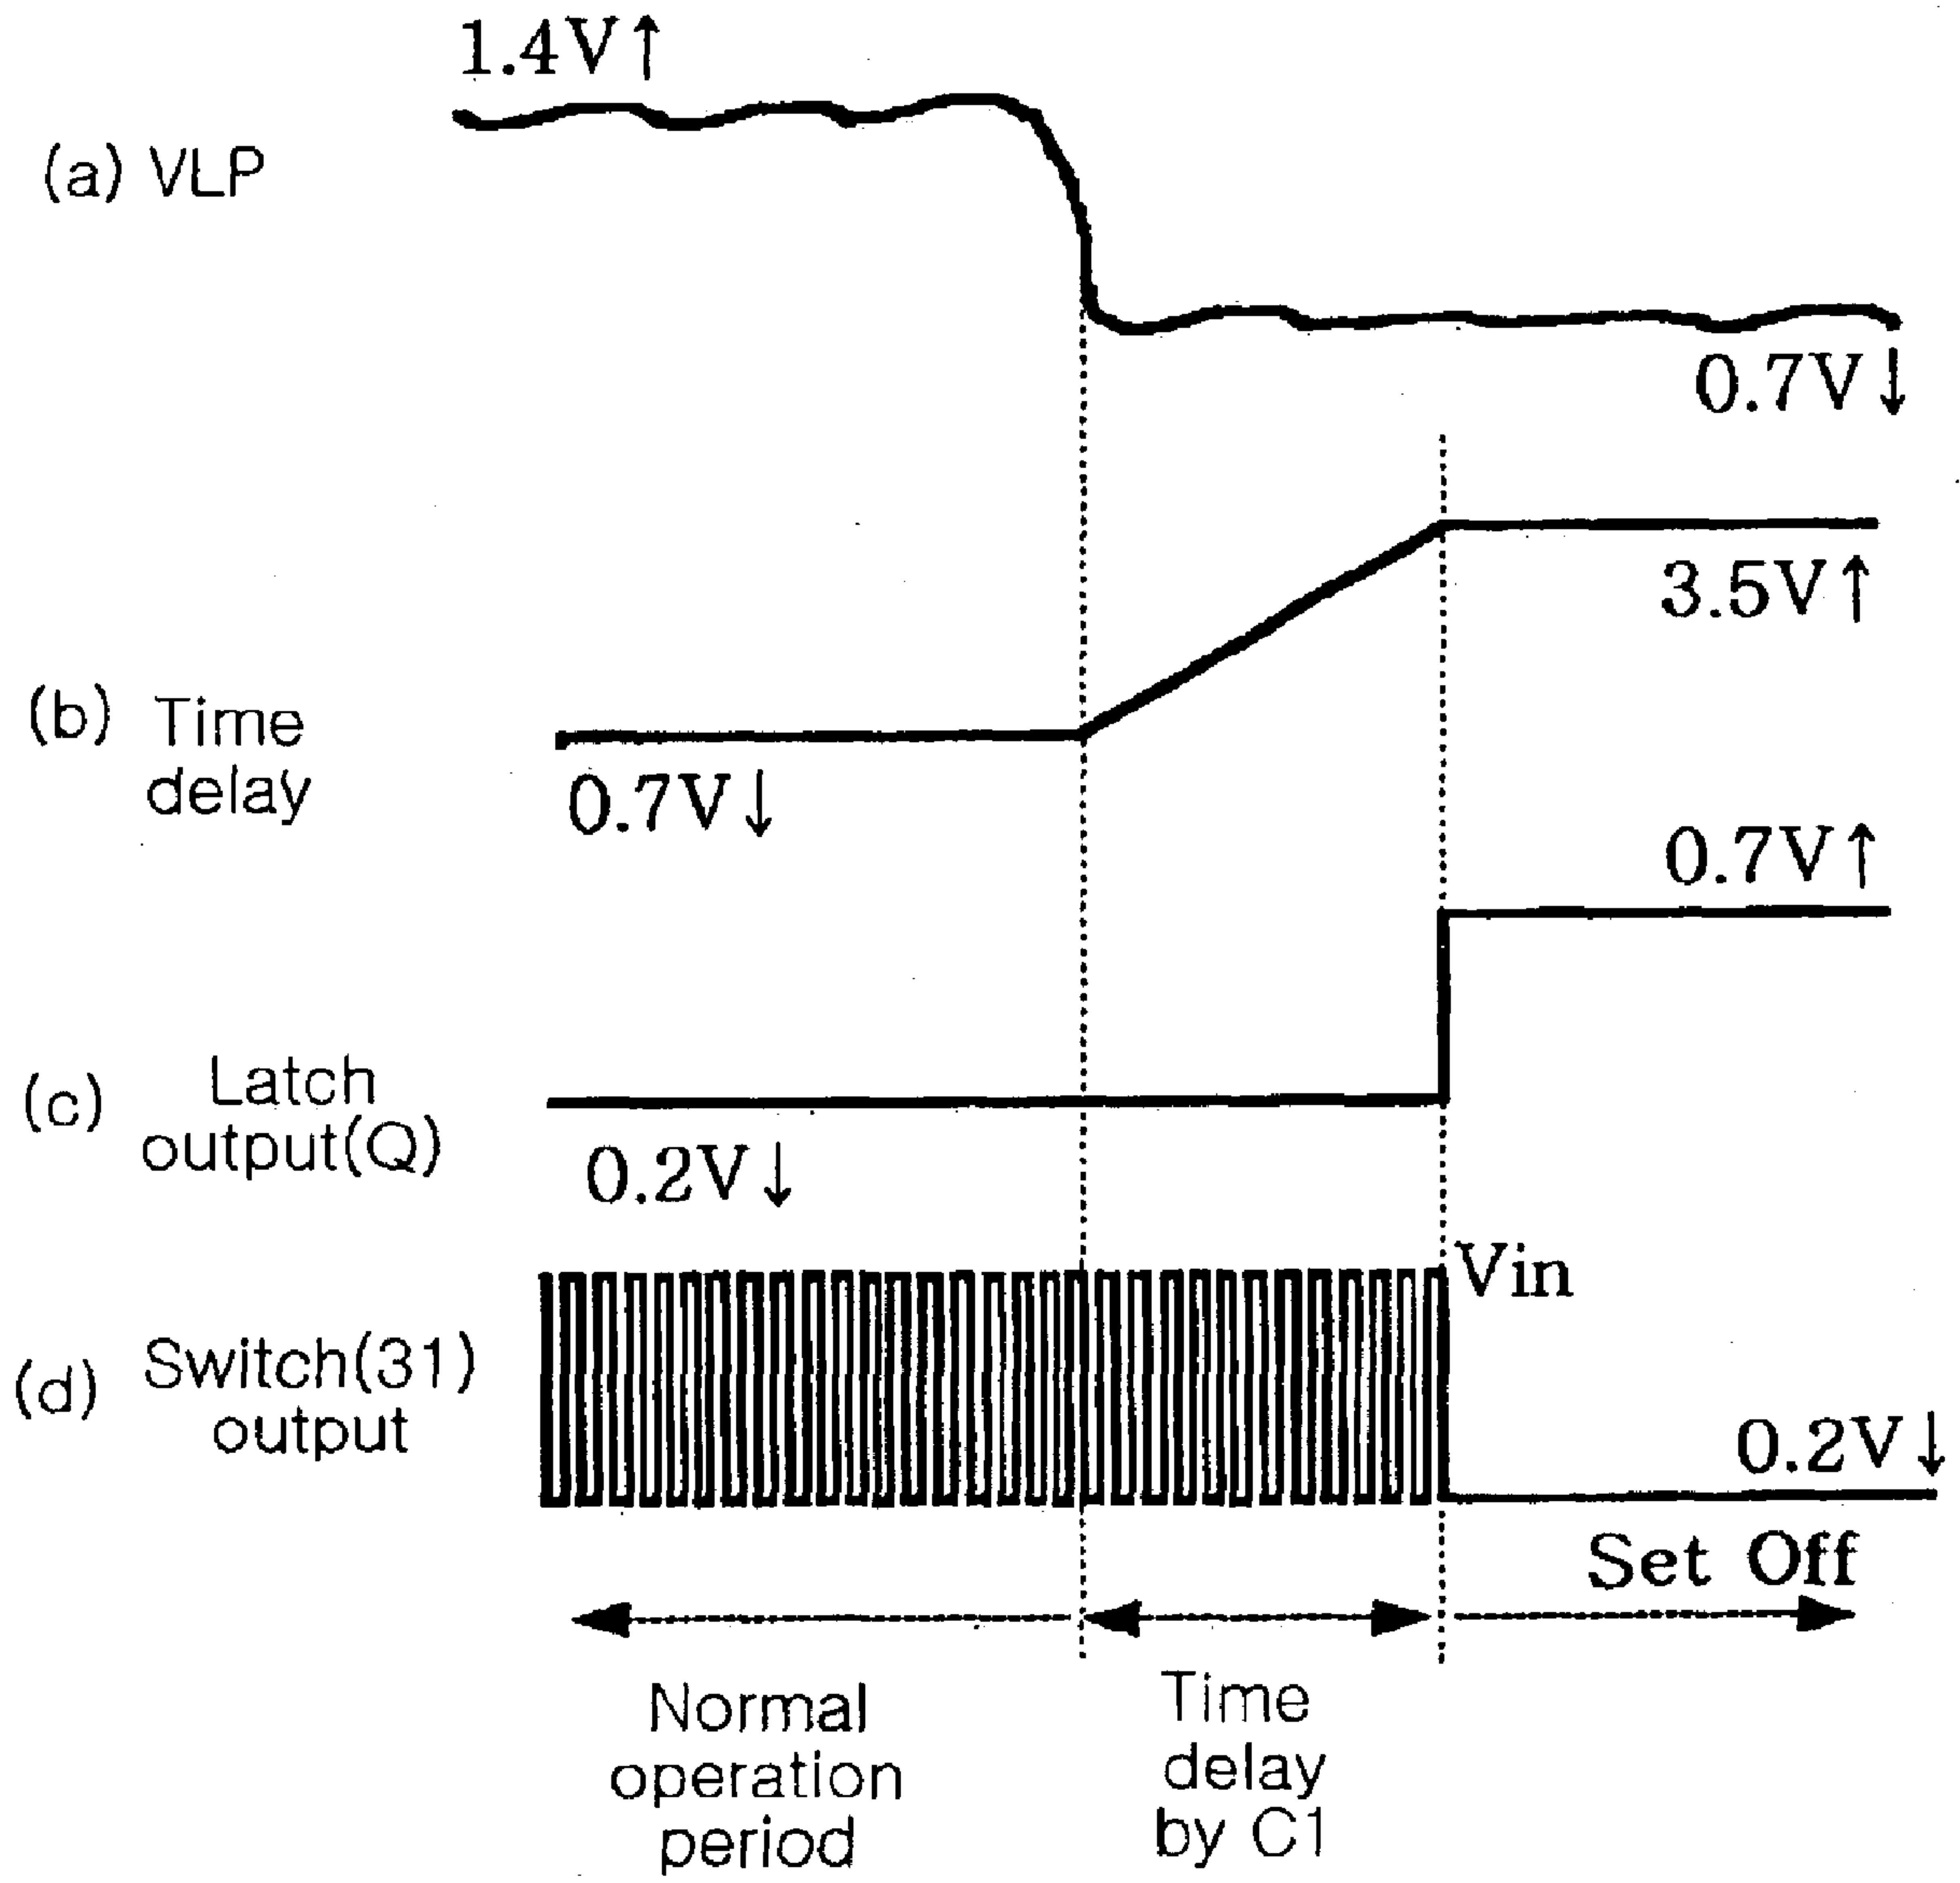 1.4V↑
(a) VLP
0.7V↓
3.5V↑
(b) Time
delay
0.7V↓
0.7V↑
(c) Latch
output(Q)
0.2V↓
Vin
(d) Switch(31)
output
0.2V↓
Set Off
Normal
operation
period
Time
delay
by C1